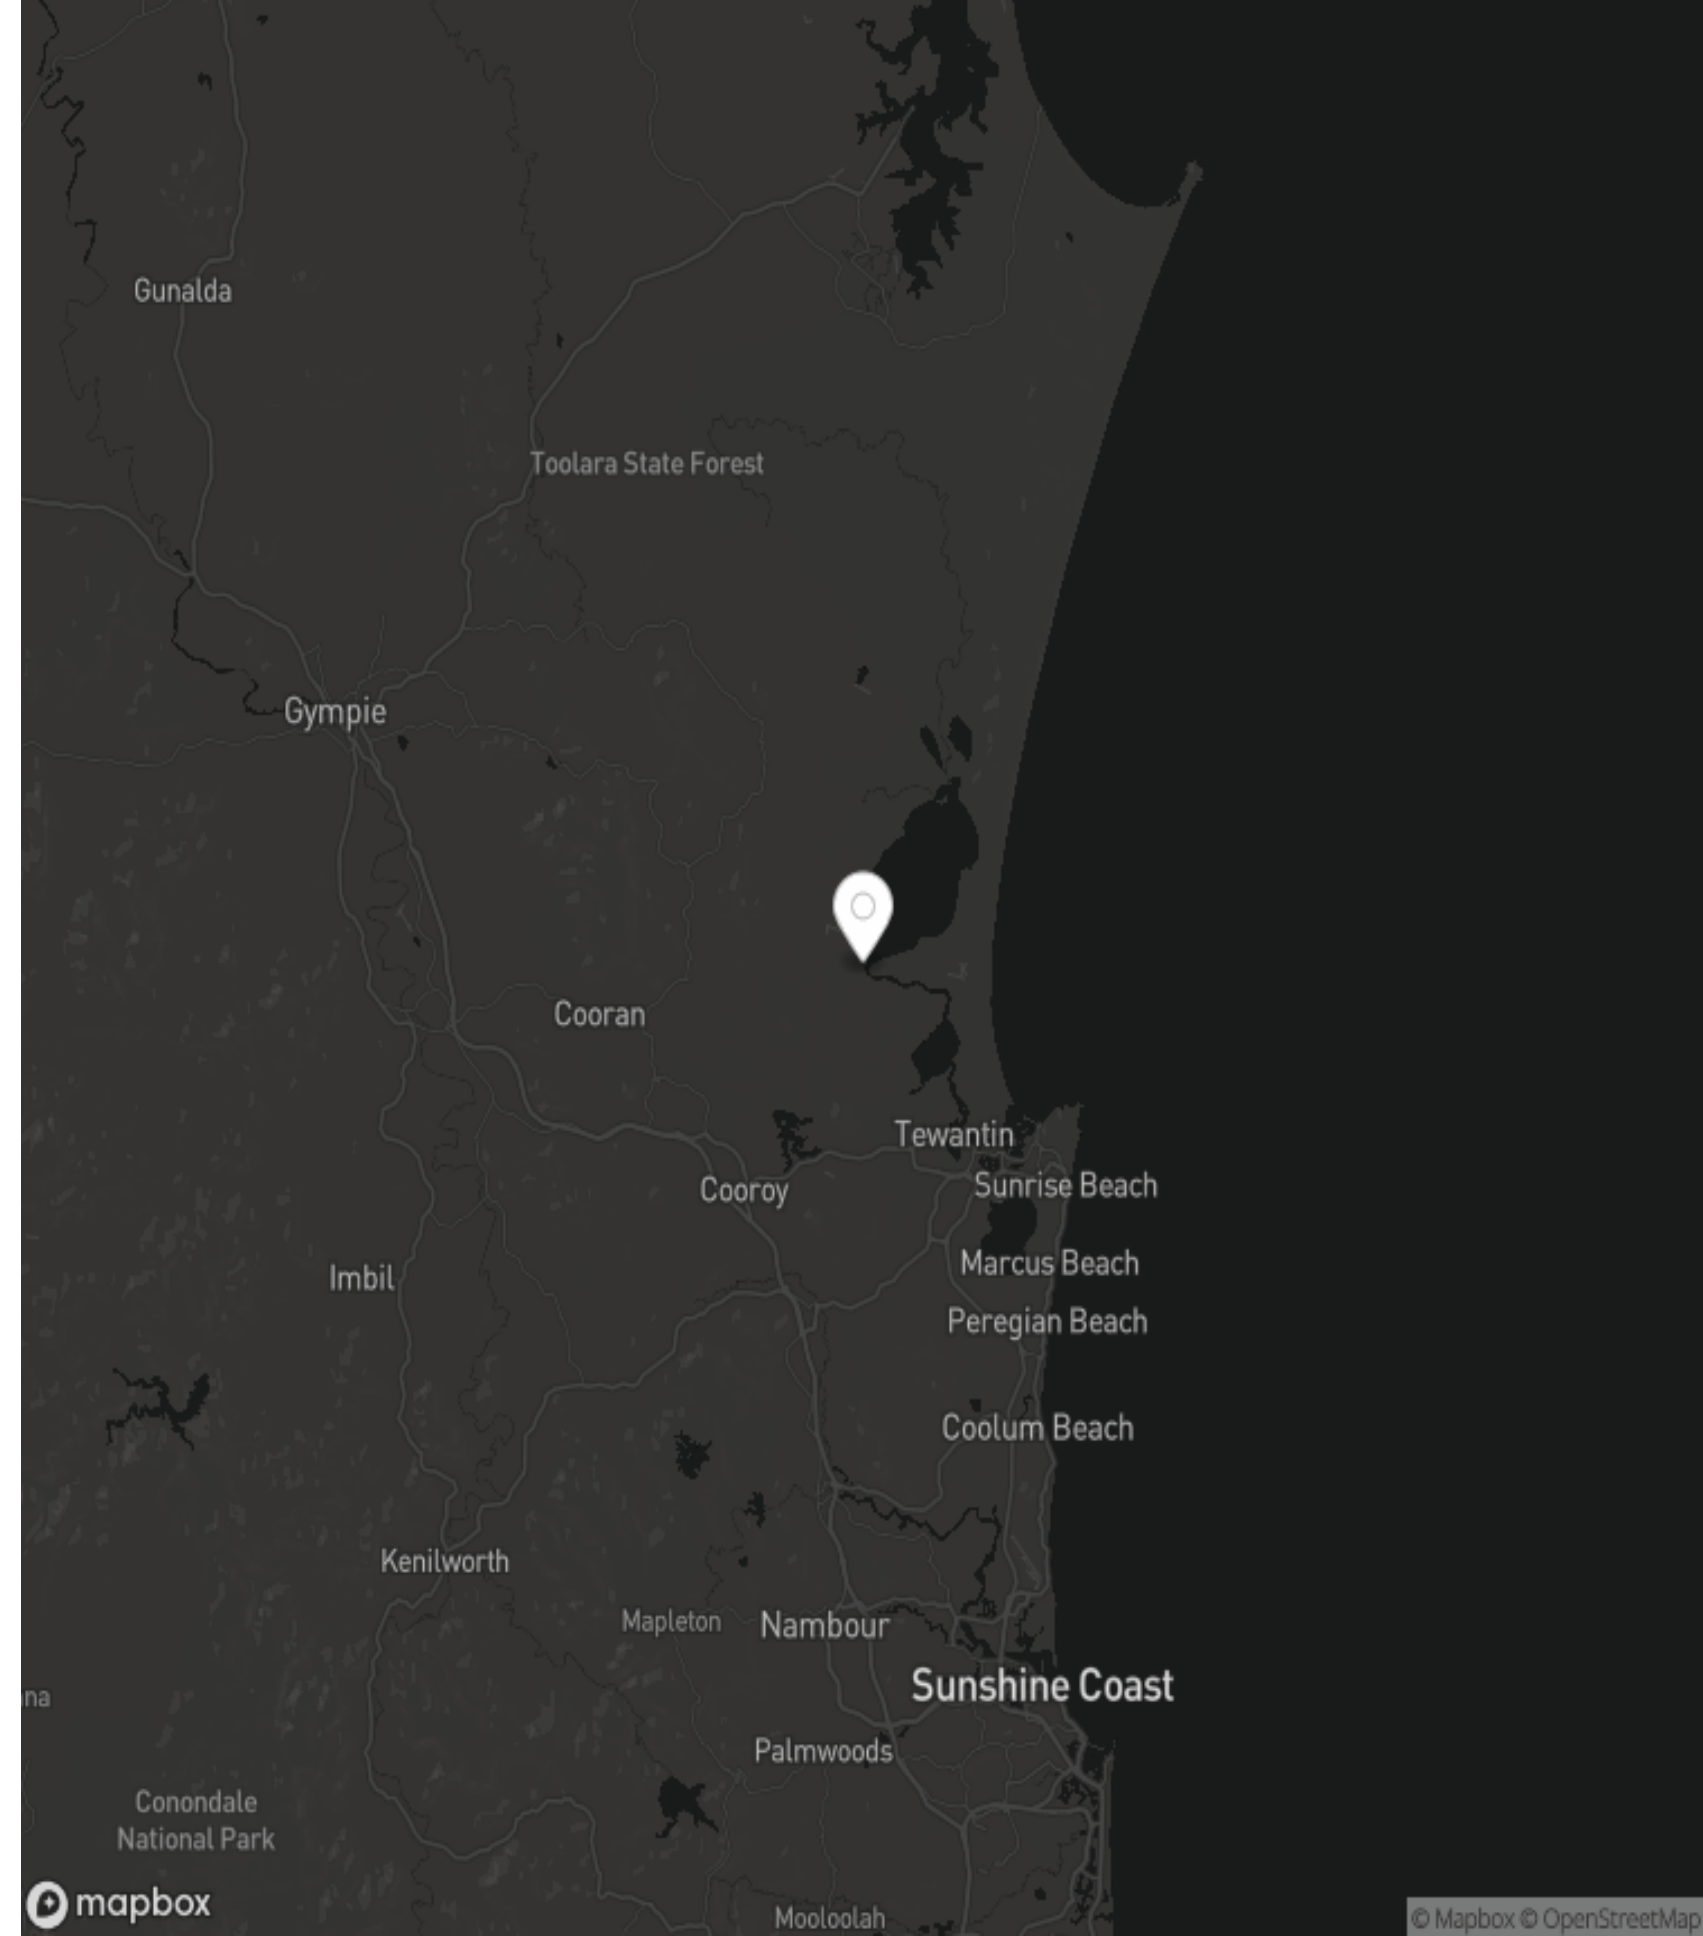 Gunalda
Toolara State Forest
Gympie
Cooran
Tewantin
Cooroy
Sunrise Beach
Marcus Beach
Imbil
Peregian Beach
Coolum Beach
Kenilworth
Mapleton
Nambour
Sunshine Coast
na
Palmwoods
Conondale
National Park
mapbox
Mooloolah
© Mapbox © OpenStreetMap